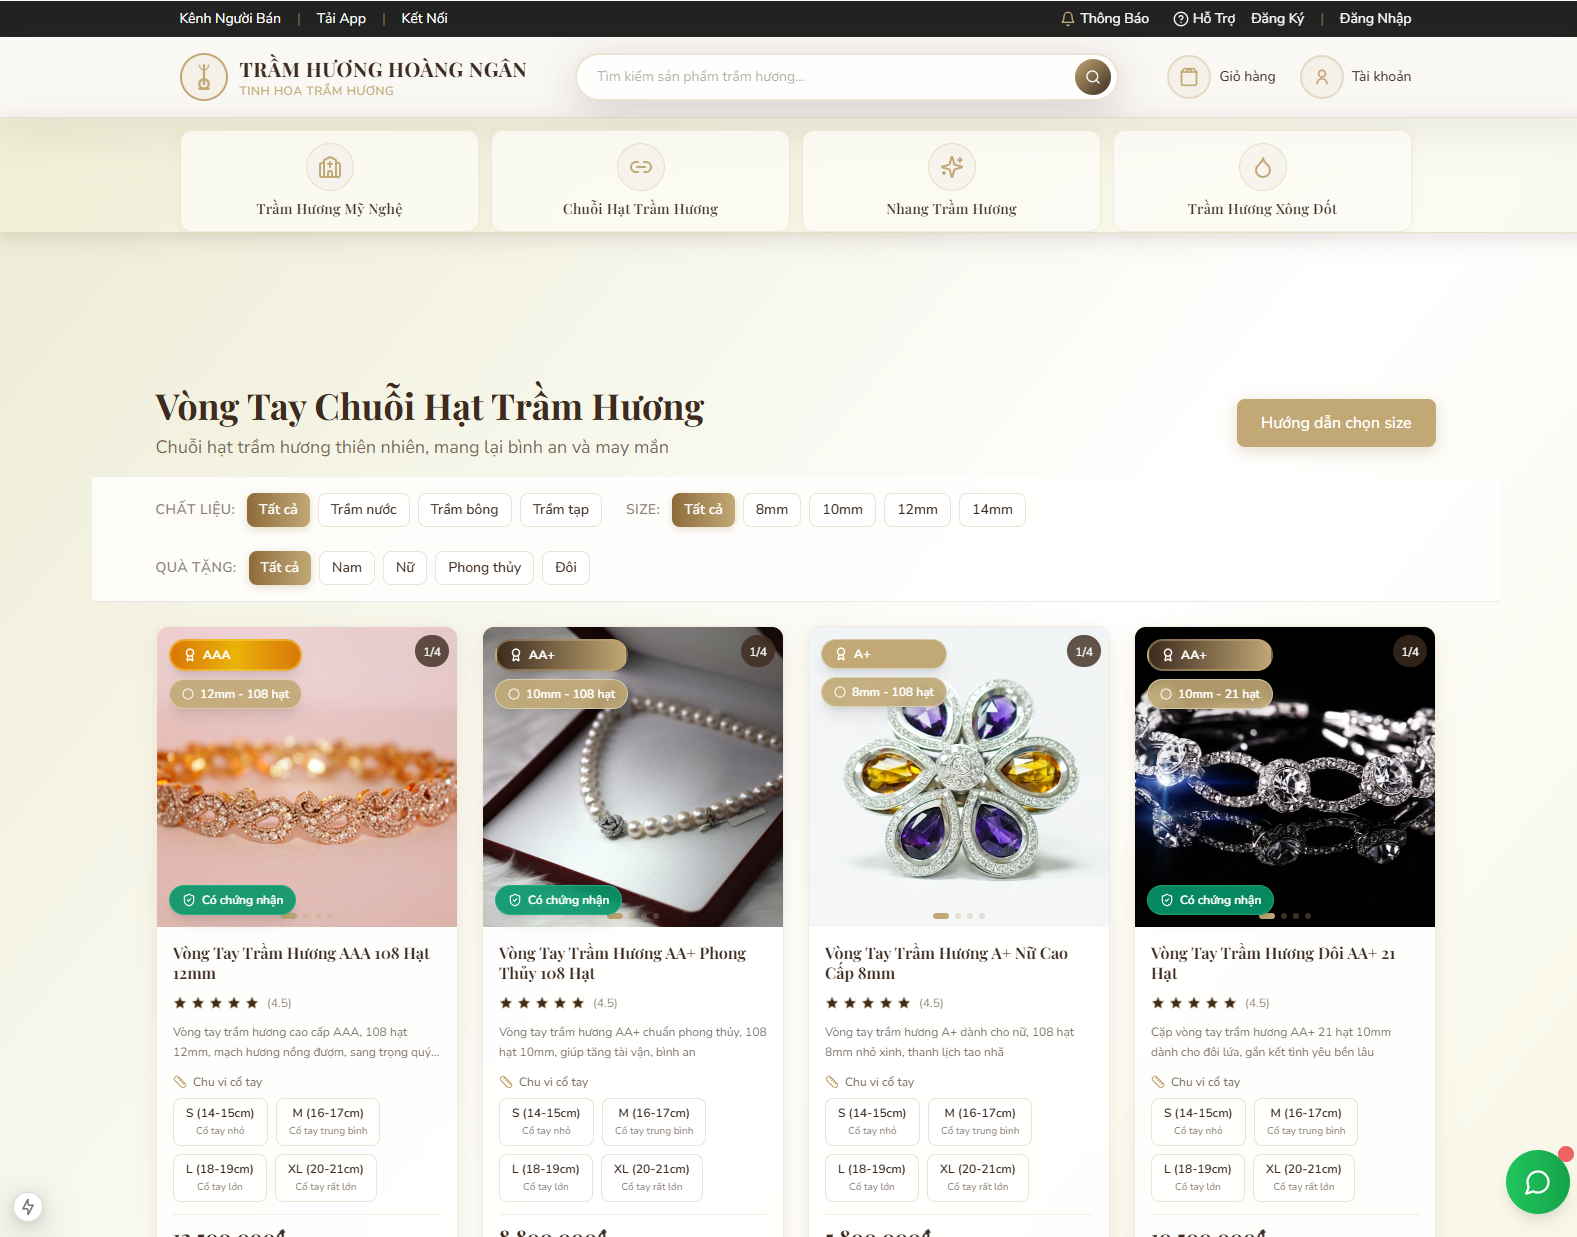 Kênh Người Bán | Tải App | Kết Nối
Thông Báo Hỗ Trợ Đăng Ký | Đăng Nhập
TRẦM HƯƠNG HOÀNG NGÂN
TINH HOA TRẦM HƯƠNG
Tìm kiếm sản phẩm trầm hương...
Giỏ hàng
Tài khoản
Trầm Hương Mỹ Nghệ
Chuỗi Hạt Trầm Hương
Nhang Trầm Hương
Trầm Hương Xông Đốt
Vòng Tay Chuỗi Hạt Trầm Hương
Chuỗi hạt trầm hương thiên nhiên, mang lại bình an và may mắn
Hướng dẫn chọn size
CHẤT LIỆU: Tất cả Trầm nước Trầm bông Trầm tạp SIZE: Tất cả 8mm 10mm 12mm 14mm
QUÀ TẶNG: Tất cả Nam Nữ Phong thủy Đôi
AAA
1/4
12mm - 108 hạt
Có chứng nhận
Vòng Tay Trầm Hương AAA 108 Hạt
12mm
(4.5)
Vòng tay trầm hương cao cấp AAA, 108 hạt
12mm, mạch hương nồng đượm, sang trọng quý...
Chu vi cổ tay
S (14-15cm)
Cổ tay nhỏ
M (16-17cm)
Cổ tay trung bình
L (18-19cm)
Cổ tay lớn
XL (20-21cm)
Cổ tay rất lớn
AA+
1/4
10mm - 108 hạt
Có chứng nhận
Vòng Tay Trầm Hương AA+ Phong
Thủy 108 Hạt
(4.5)
Vòng tay trầm hương AA+ chuẩn phong thủy, 108
hạt 10mm, giúp tăng tài vận, bình an
Chu vi cổ tay
S (14-15cm)
Cổ tay nhỏ
M (16-17cm)
Cổ tay trung bình
L (18-19cm)
Cổ tay lớn
XL (20-21cm)
Cổ tay rất lớn
A+
1/4
8mm - 108 hạt
Vòng Tay Trầm Hương A+ Nữ Cao
Cấp 8mm
(4.5)
Vòng tay trầm hương A+ dành cho nữ, 108 hạt
8mm nhỏ xinh, thanh lịch tao nhã
Chu vi cổ tay
S (14-15cm)
Cổ tay nhỏ
M (16-17cm)
Cổ tay trung bình
L (18-19cm)
Cổ tay lớn
XL (20-21cm)
Cổ tay rất lớn
AA+
1/4
10mm - 21 hạt
Có chứng nhận
Vòng Tay Trầm Hương Đôi AA+ 21
Hạt
(4.5)
Cặp vòng tay trầm hương AA+ 21 hạt 10mm
dành cho đôi lứa, gắn kết tình yêu bền lâu
Chu vi cổ tay
S (14-15cm)
Cổ tay nhỏ
M (16-17cm)
Cổ tay trung bình
L (18-19cm)
Cổ tay lớn
XL (20-21cm)
Cổ tay rất lớn